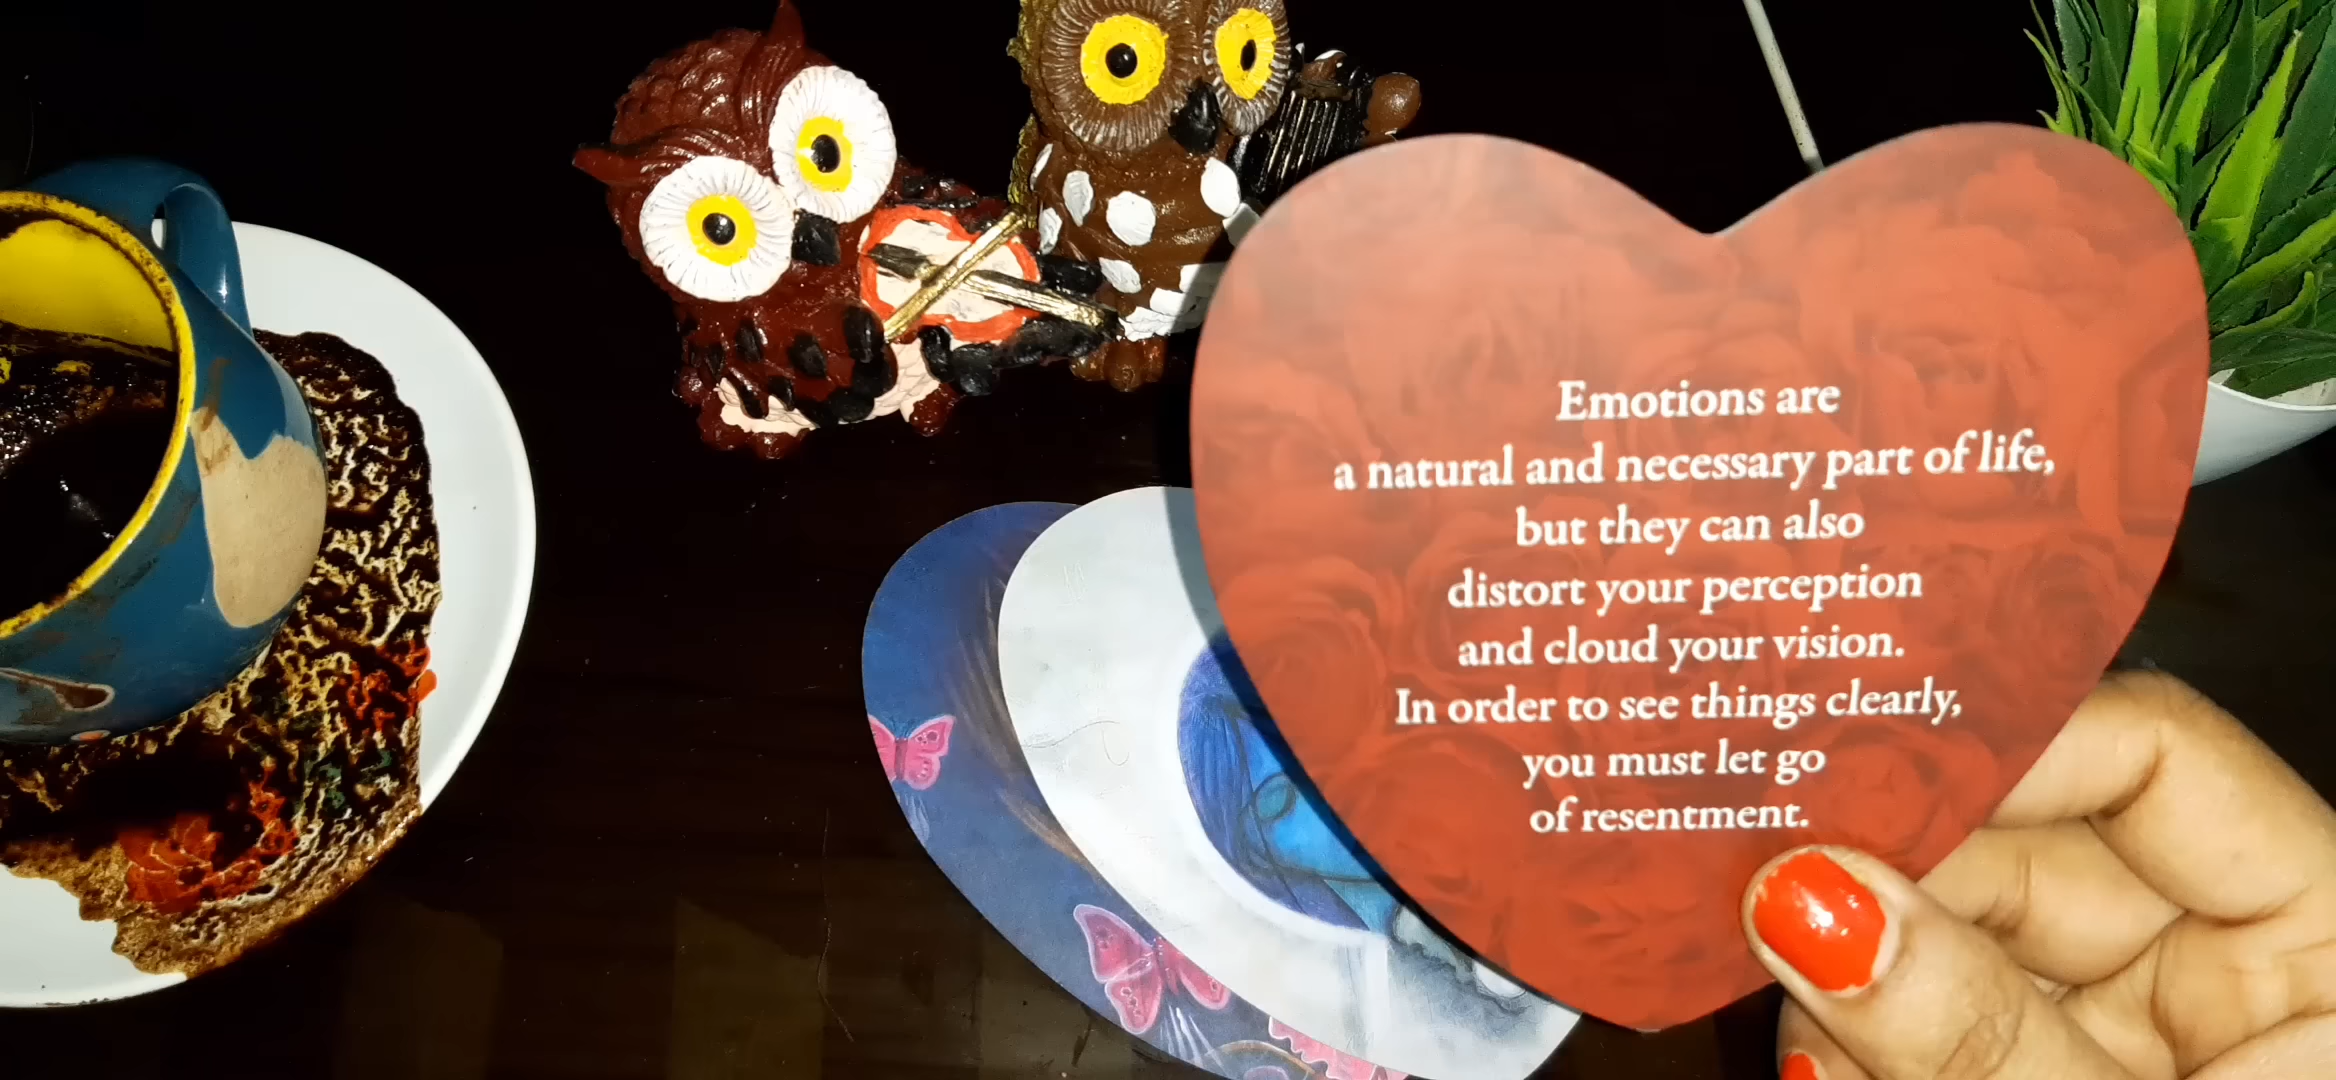 Emotions are
a natural and necessary part of life,
but they can also
distort your perception
and cloud your vision.
In order to see things clearly,
you must let go
of resentment.